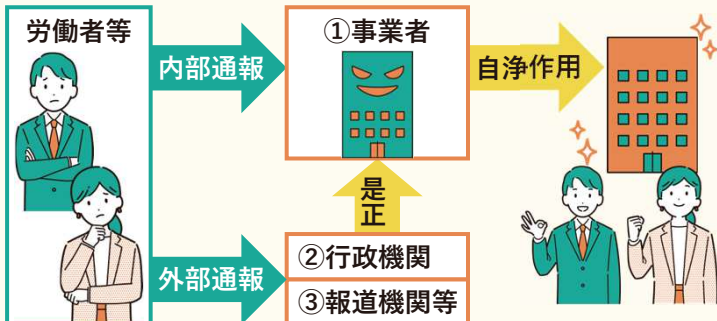 労働者等
内部通報
①事業者
自浄作用
是正
外部通報
②行政機関
③報道機関等